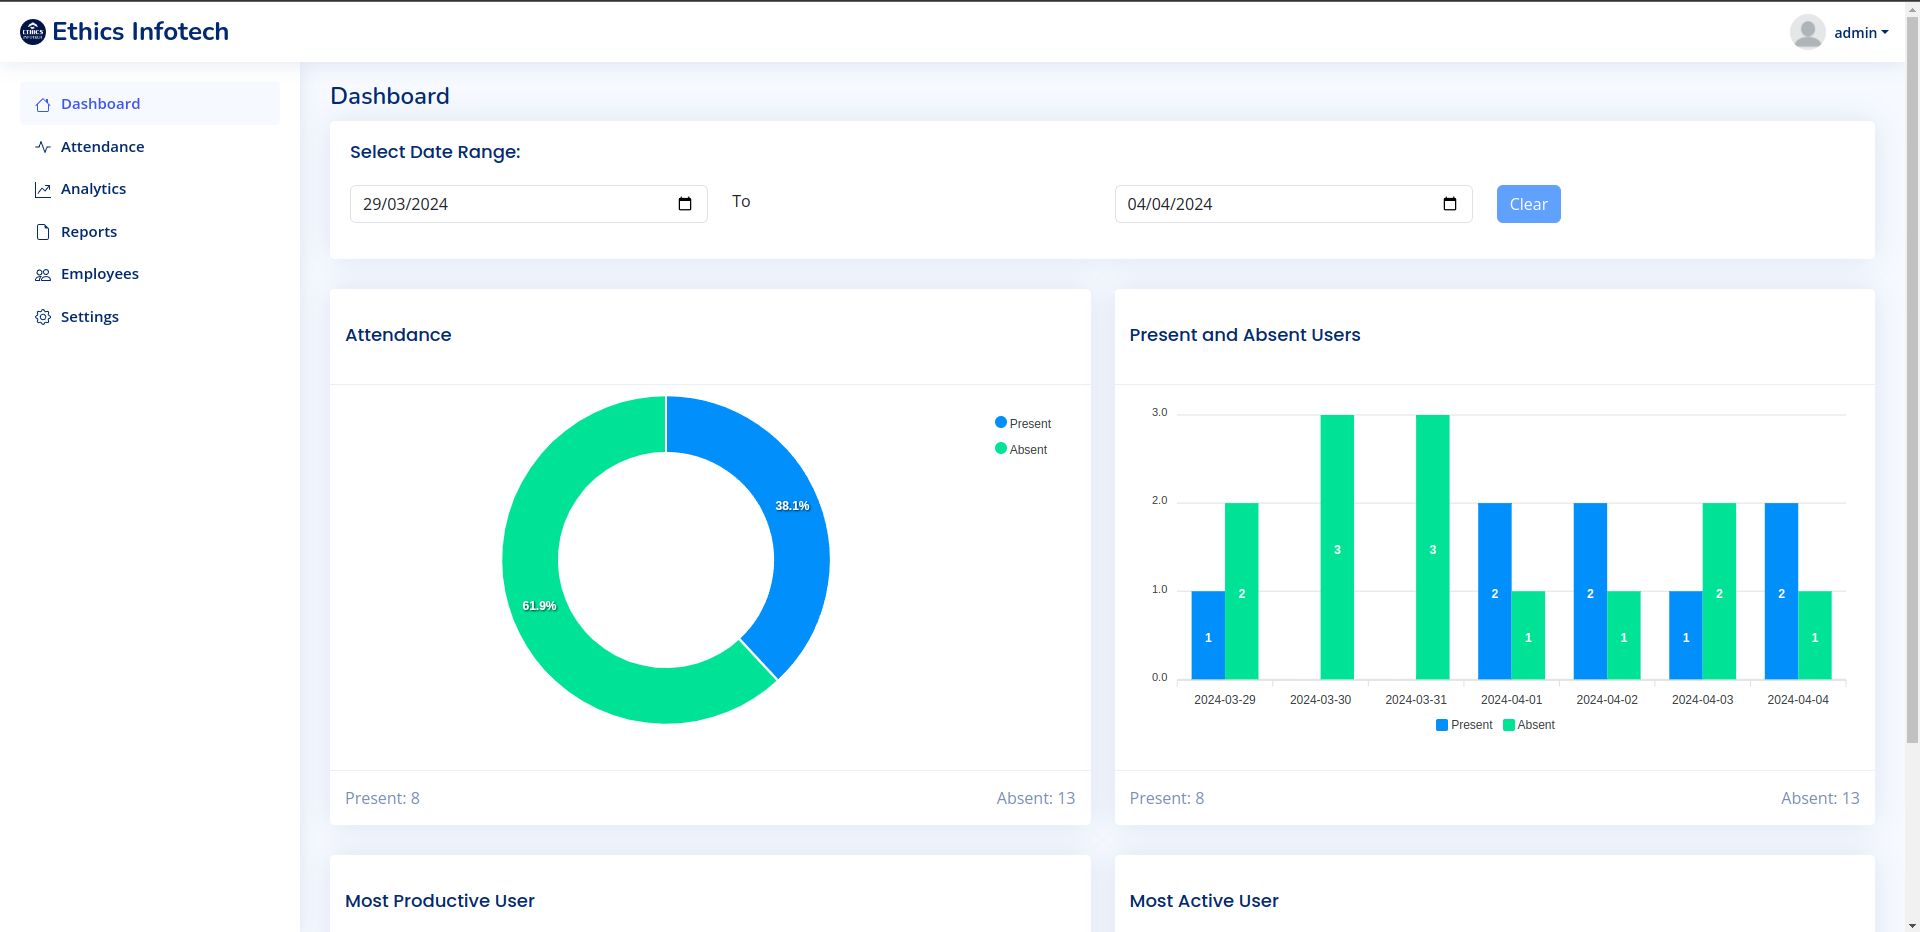 ETHICS
INFOTECH
Ethics Infotech
admin
Dashboard
Attendance
Analytics
Reports
Employees
Settings
Dashboard
Select Date Range:
29/03/2024
To
04/04/2024
Clear
Attendance
Present
Absent
38.1%
61.9%
Present: 8
Absent: 13
Present and Absent Users
3.0
2.0
1.0
0.0
1
2
3
3
2
1
2
1
1
2
2
1
2024-03-29
2024-03-30
2024-03-31
2024-04-01
2024-04-02
2024-04-03
2024-04-04
Present
Absent
Present: 8
Absent: 13
Most Productive User
Most Active User